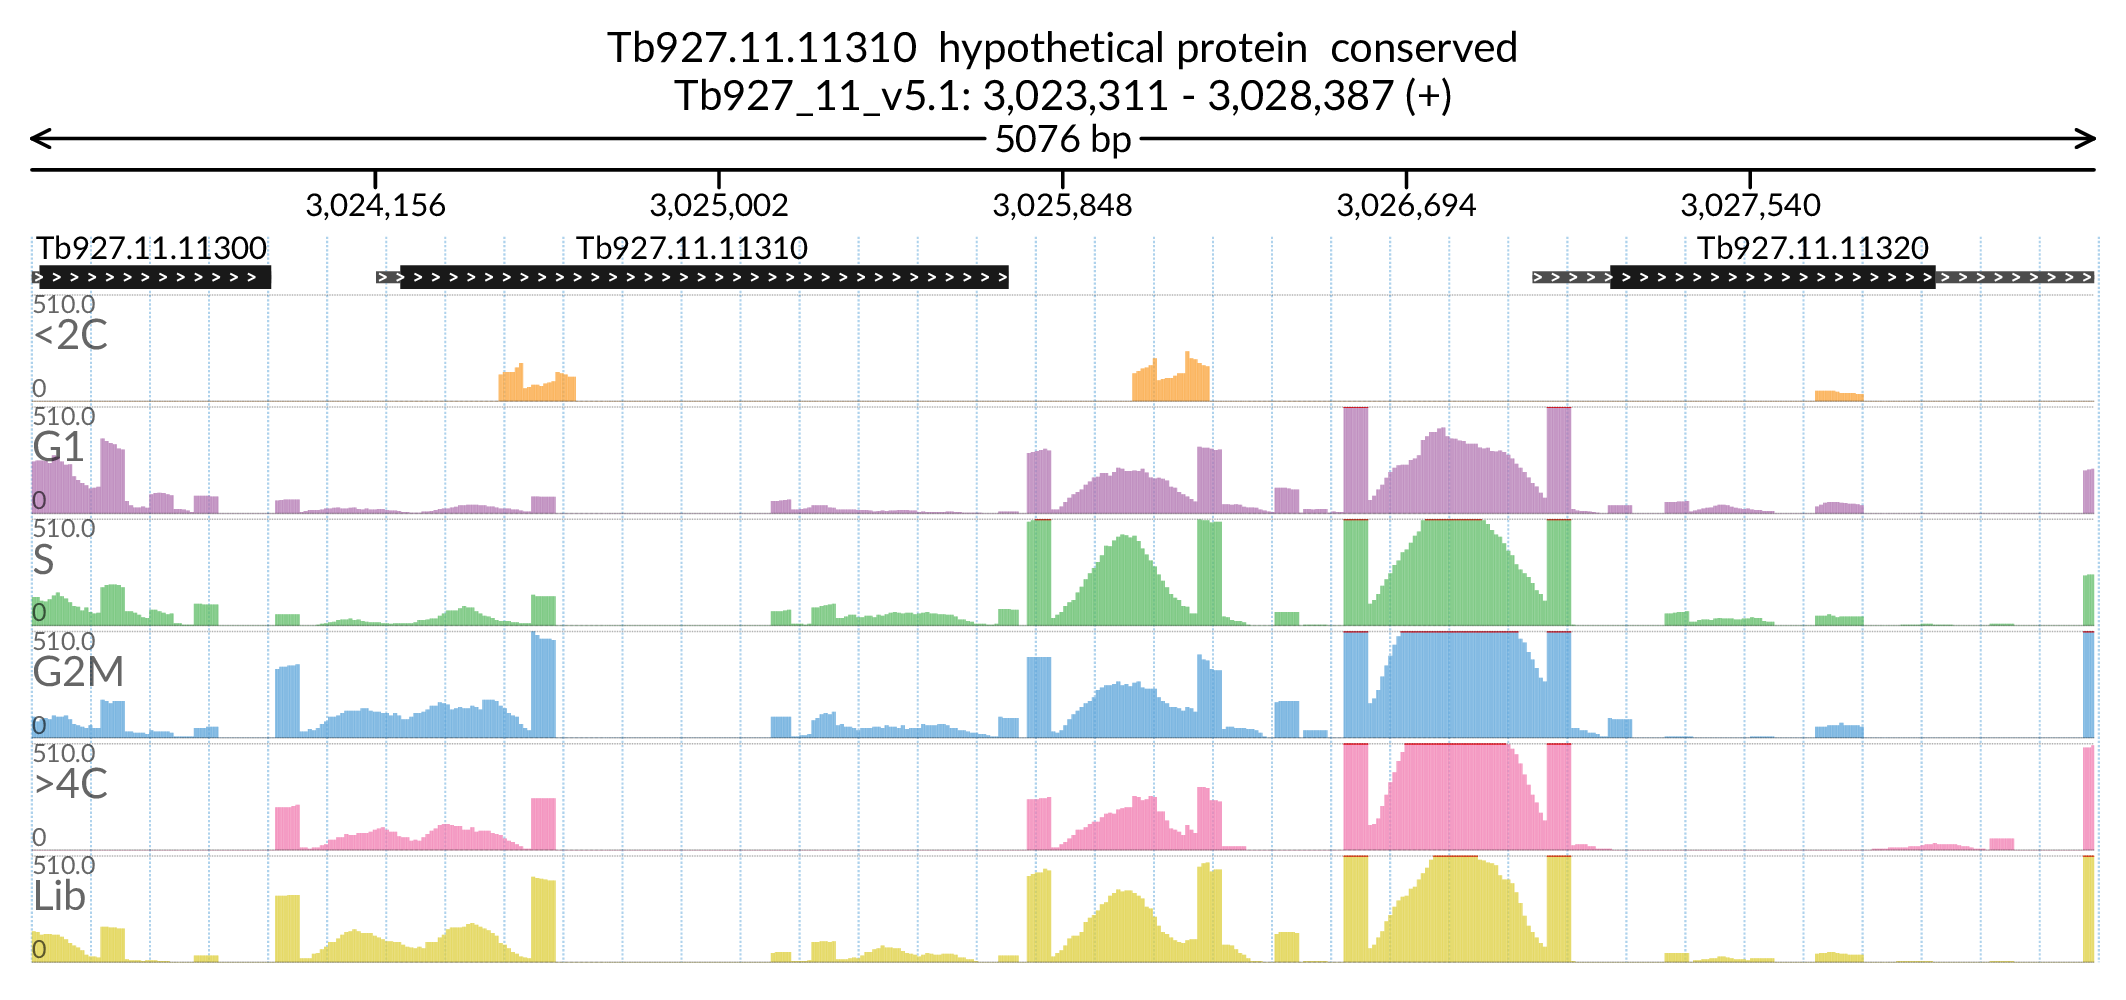 Tb927.11.11310 hypothetical protein conserved
Tb927_11_v5.1: 3,023,311 - 3,028,387 (+)
5076 bp
3,024,156 3,025,002 3,025,848 3,026,694 3,027,540
Tb927.11.11300 Tb927.11.11310 Tb927.11.11320
510.0
<2C
0
510.0
G1
0
510.0
S
0
510.0
G2M
0
510.0
>4C
0
510.0
Lib
0